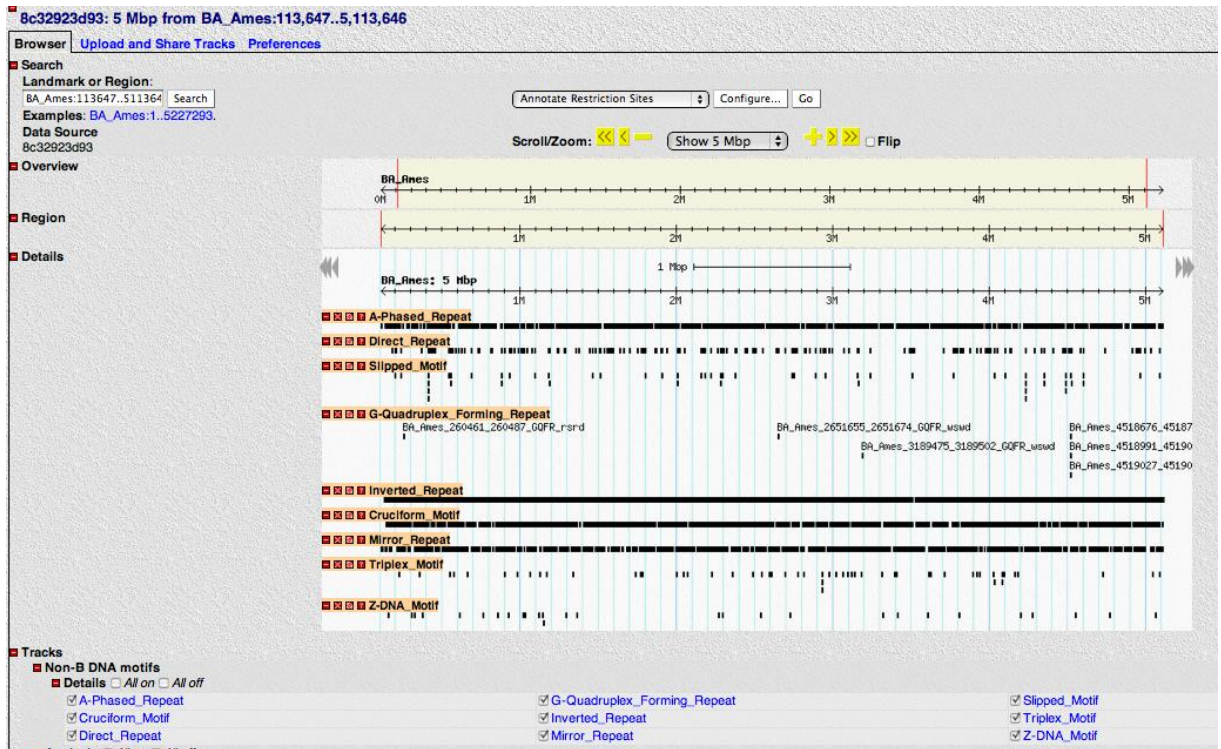 8c32923d93: 5 Mbp from BA_Ames:113,647..5,113,646
Browser Upload and Share Tracks Preferences
Search
Landmark or Region:
BA_Ames:113647..511364 Search Annotate Restriction Sites Configure... Go
Examples: BA_Ames:1..5227293.
Data Source
8c32923d93
Scroll/Zoom: << < Show 5 Mbp > >> Flip
Overview
BA_Ames
0M 1M 2M 3M 4M 5M
Region
1M 2M 3M 4M 5M
Details
1 Mbp
BA_Ames: 5 Mbp
1M 2M 3M 4M 5M
A-Phased_Repeat
Direct_Repeat
Slipped_Motif
G-Quadruplex_Forming_Repeat
BA_Ames_260461_260487_GQFR_rsrd BA_Ames_2651655_2651674_GQFR_wswd BA_Ames_4518676_45187
BA_Ames_3189475_3189502_GQFR_wswd BA_Ames_4518991_45190
BA_Ames_4519027_45190
Inverted_Repeat
Cruciform_Motif
Mirror_Repeat
Triplex_Motif
Z-DNA_Motif
Tracks
Non-B DNA motifs
Details All on All off
A-Phased_Repeat G-Quadruplex_Forming_Repeat Slipped_Motif
Cruciform_Motif Inverted_Repeat Triplex_Motif
Direct_Repeat Mirror_Repeat Z-DNA_Motif